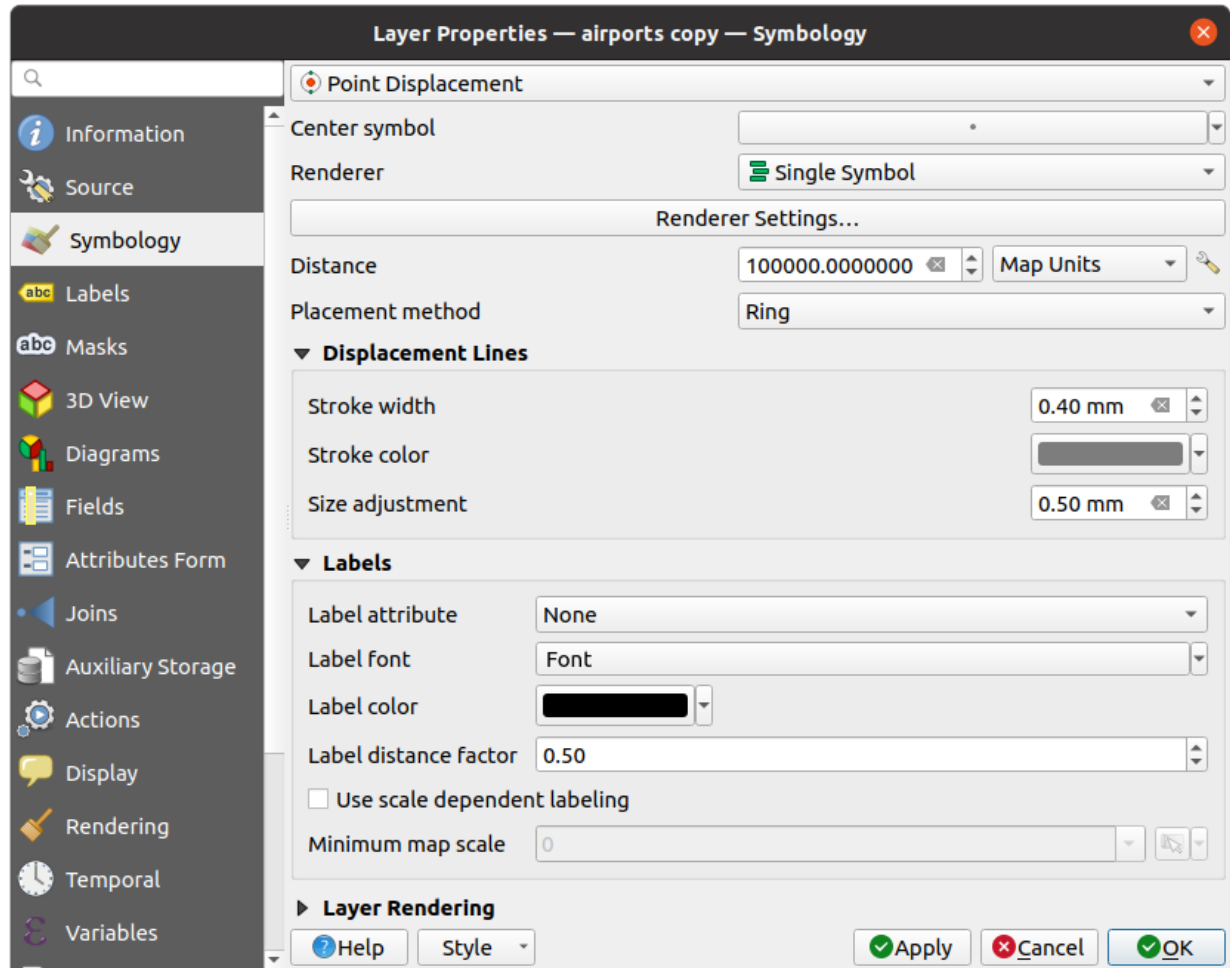 Layer Properties — airports copy — Symbology
Information
Source
Symbology
abc Labels
abc Masks
3D View
Diagrams
Fields
Attributes Form
Joins
Auxiliary Storage
Actions
Display
Rendering
Temporal
Variables
Point Displacement
Center symbol
Renderer Single Symbol
Renderer Settings…
Distance 100000.0000000 Map Units
Placement method Ring
Displacement Lines
Stroke width 0.40 mm
Stroke color
Size adjustment 0.50 mm
Labels
Label attribute None
Label font Font
Label color
Label distance factor 0.50
Use scale dependent labeling
Minimum map scale 0
Layer Rendering
Help Style Apply Cancel OK